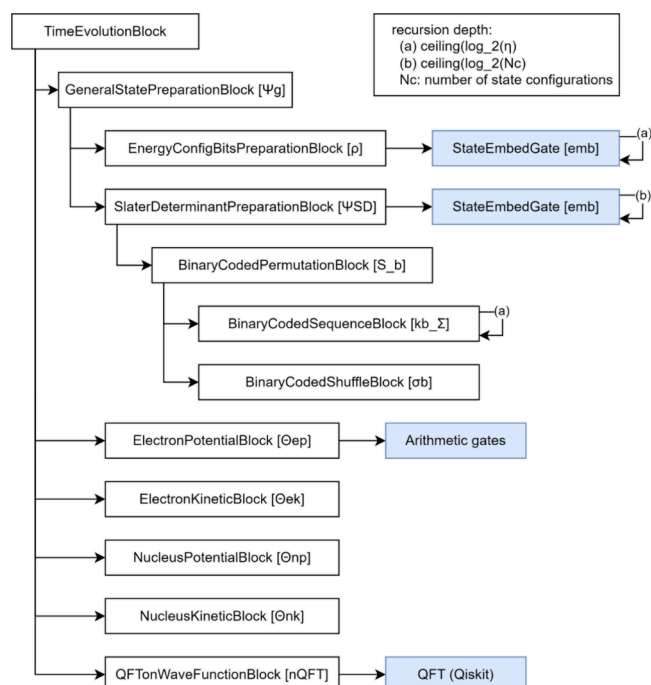 TimeEvolutionBlock
recursion depth:
(a) ceiling(log_2(η)
(b) ceiling(log_2(Nc)
Nc: number of state configurations
GeneralStatePreparationBlock [Ψg]
EnergyConfigBitsPreparationBlock [ρ]
StateEmbedGate [emb]
(a)
SlaterDeterminantPreparationBlock [ΨSD]
StateEmbedGate [emb]
(b)
BinaryCodedPermutationBlock [S_b]
BinaryCodedSequenceBlock [kb_Σ]
(a)
BinaryCodedShuffleBlock [σb]
ElectronPotentialBlock [Θep]
Arithmetic gates
ElectronKineticBlock [Θek]
NucleusPotentialBlock [Θnp]
NucleusKineticBlock [Θnk]
QFTonWaveFunctionBlock [nQFT]
QFT (Qiskit)